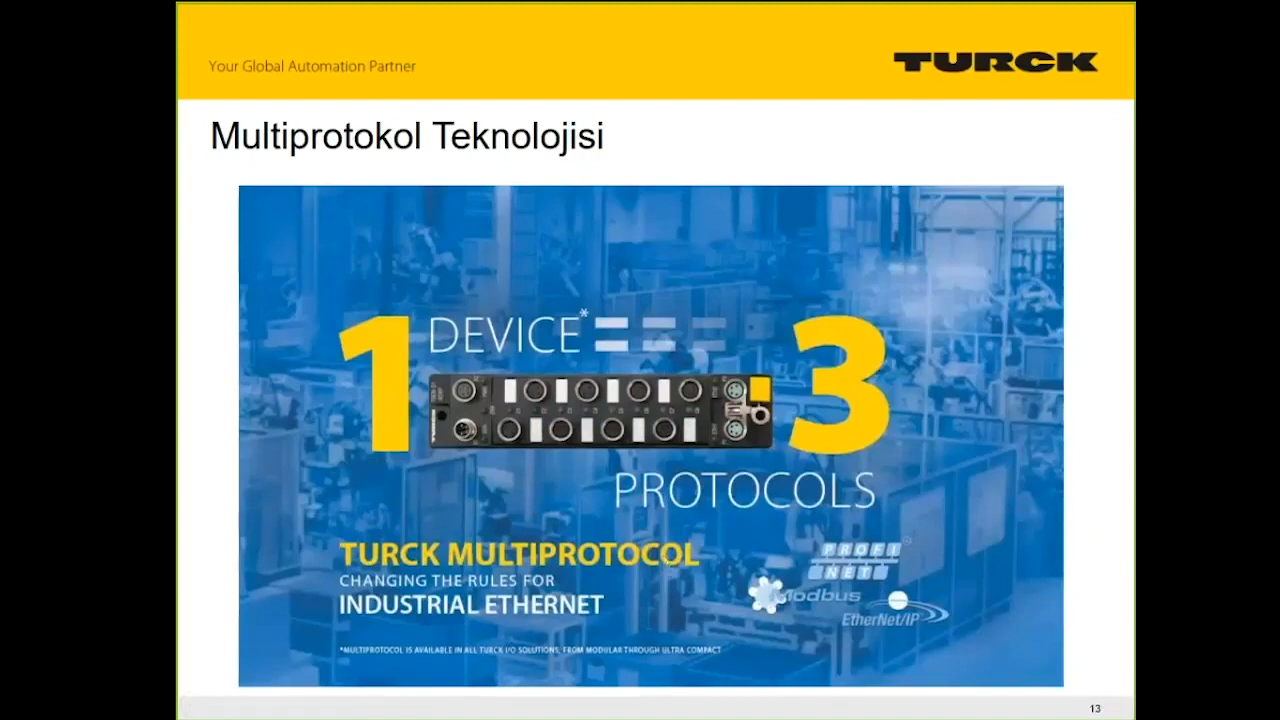 Your Global Automation Partner
TURCK
Multiprotokol Teknolojisi
1 DEVICE* 3
PROTOCOLS
TURCK MULTIPROTOCOL
CHANGING THE RULES FOR
INDUSTRIAL ETHERNET
PROFI
NET
®
Modbus
EtherNet/IP
*MULTIPROTOCOL IS AVAILABLE IN ALL TURCK I/O SOLUTIONS, FROM MODULAR THROUGH ULTRA COMPACT
13